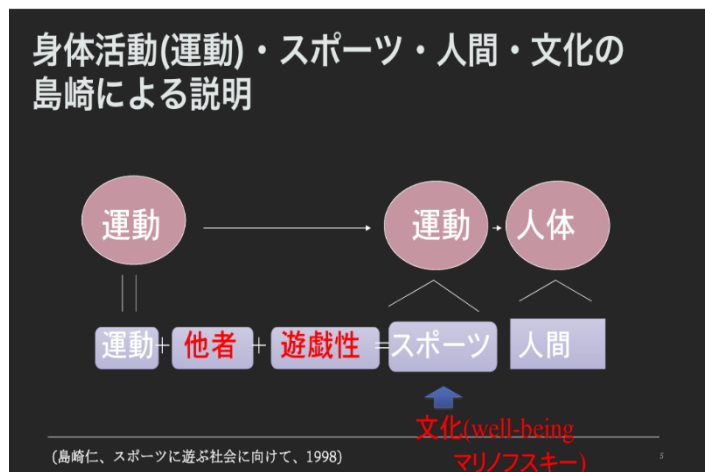 身体活動(運動)・スポーツ・人間・文化の
島崎による説明
運動 運動 人体
運動+他者+遊戯性=スポーツ 人間
文化(well-being
マリノフスキー)
(島崎仁、スポーツに遊ぶ社会に向けて、1998)
5